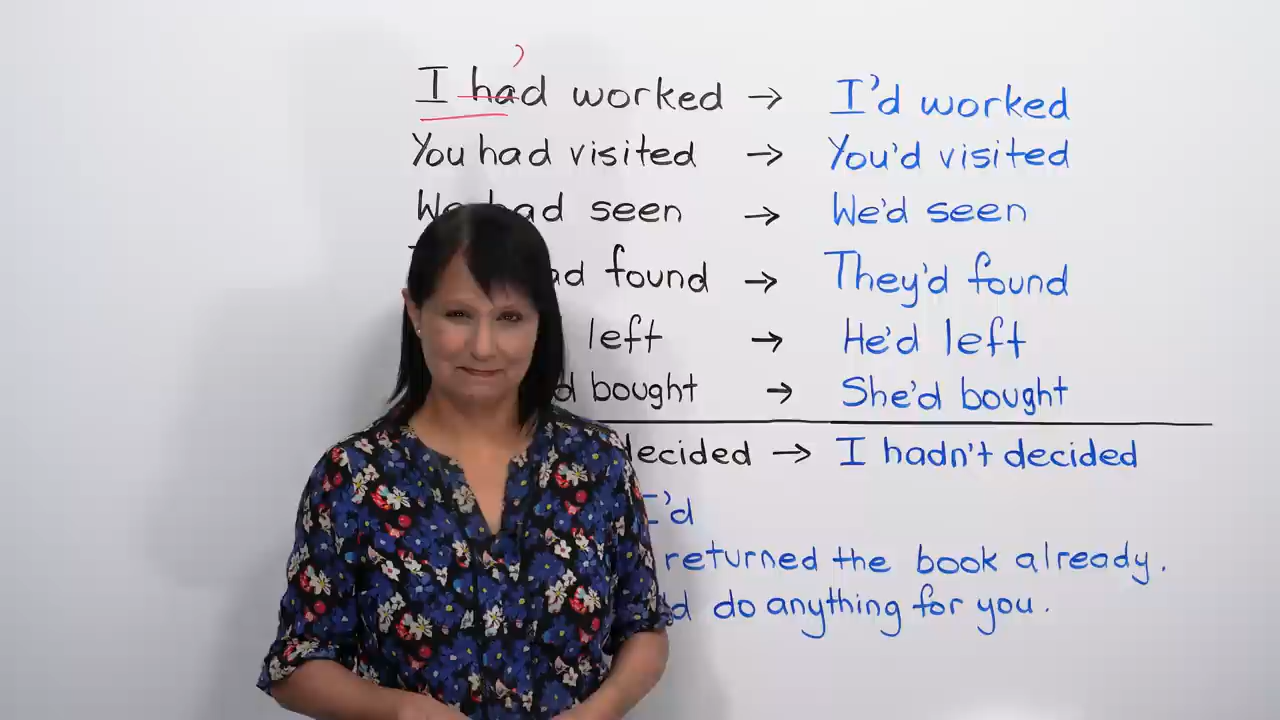 I had worked → I'd worked
You had visited → You'd visited
We had seen → We'd seen
found → They'd found
left → He'd left
bought → She'd bought
decided → I hadn't decided
I'd
returned the book already.
do anything for you.